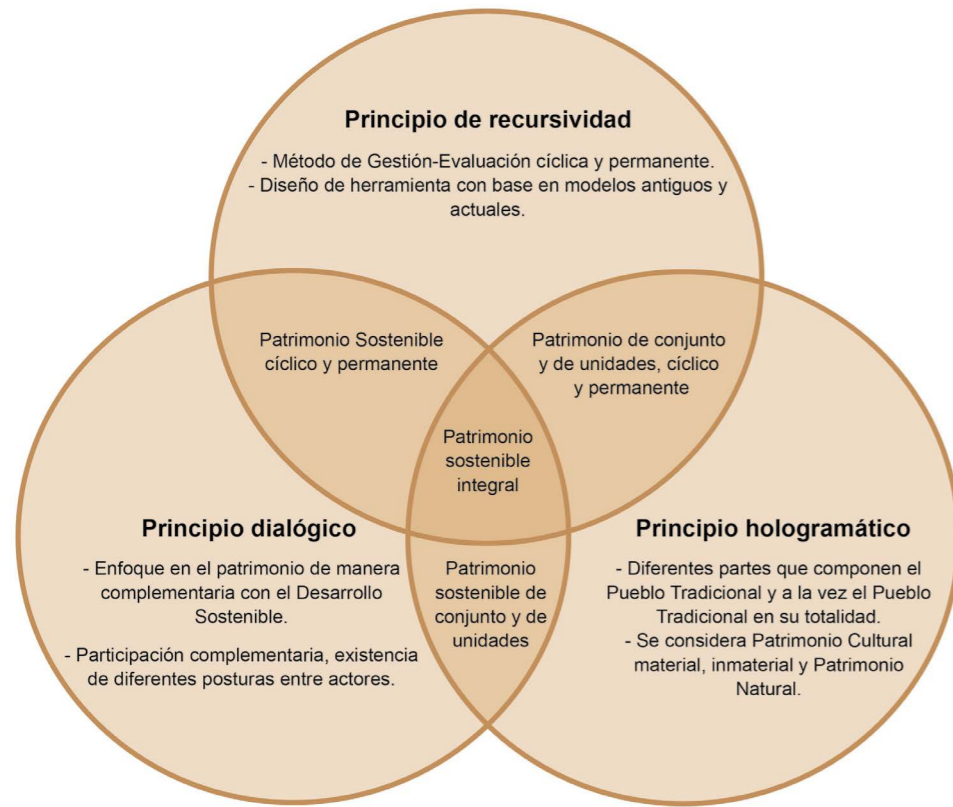 Principio de recursividad
- Método de Gestión-Evaluación cíclica y permanente.
- Diseño de herramienta con base en modelos antiguos y
actuales.
Patrimonio Sostenible
cíclico y permanente
Patrimonio de conjunto
y de unidades, cíclico
y permanente
Patrimonio
sostenible
integral
Principio dialógico
- Enfoque en el patrimonio de manera
complementaria con el Desarrollo
Sostenible.
- Participación complementaria, existencia
de diferentes posturas entre actores.
Patrimonio
sostenible de
conjunto y de
unidades
Principio hologramático
- Diferentes partes que componen el
Pueblo Tradicional y a la vez el Pueblo
Tradicional en su totalidad.
- Se considera Patrimonio Cultural
material, inmaterial y Patrimonio
Natural.